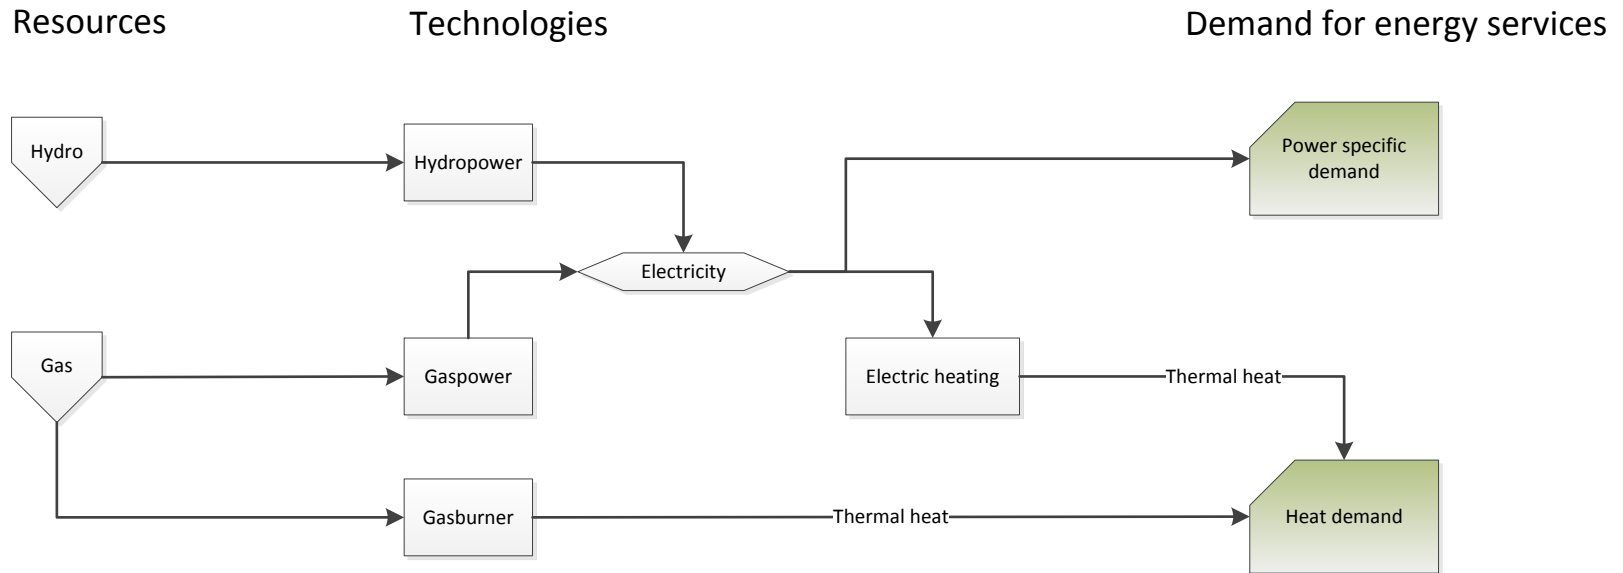 Resources
Technologies
Demand for energy services
Hydro
Hydropower
Power specific
demand
Electricity
Gas
Gaspower
Electric heating
Thermal heat
Gasburner
Thermal heat
Heat demand